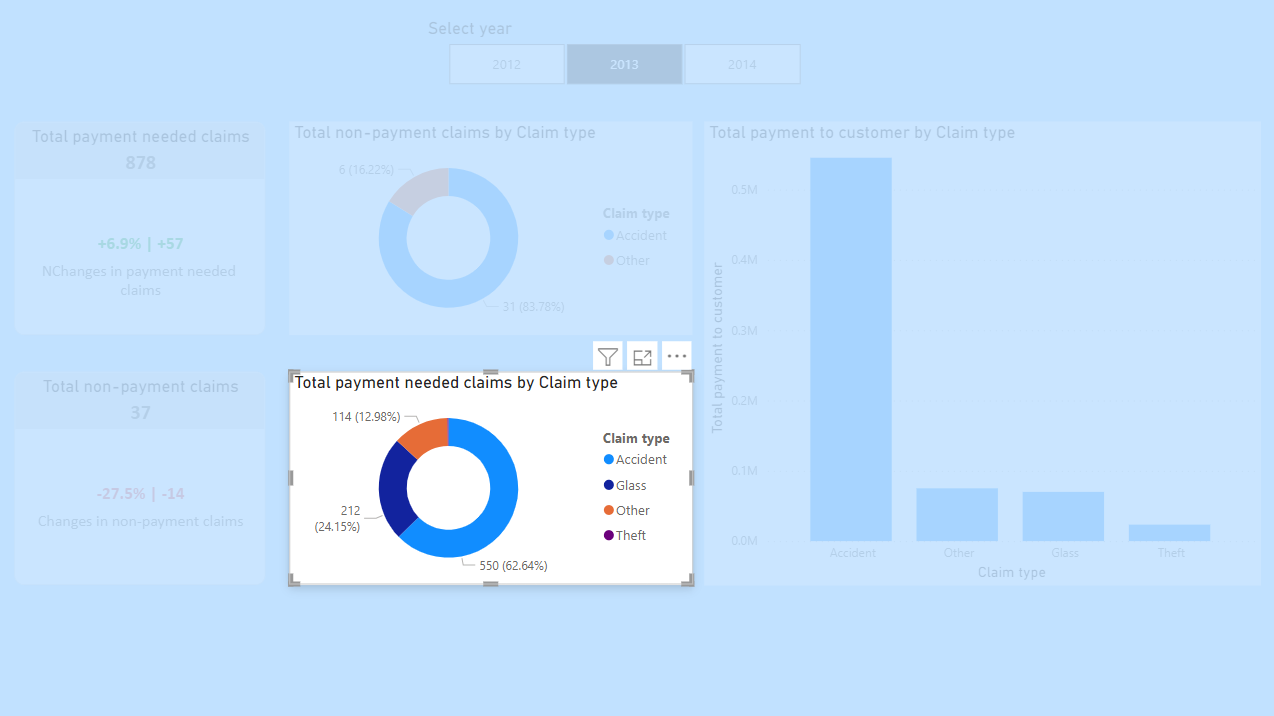 Select year
2012
2013
2014
Total payment needed claims
878
+6.9% | +57
NChanges in payment needed
claims
Total non-payment claims
37
-27.5% | -14
Changes in non-payment claims
Total non-payment claims by Claim type
6 (16.22%)
31 (83.78%)
Claim type
Accident
Other
Total payment needed claims by Claim type
114 (12.98%)
212
(24.15%)
550 (62.64%)
Claim type
Accident
Glass
Other
Theft
Total payment to customer by Claim type
Total payment to customer
0.5M
0.4M
0.3M
0.2M
0.1M
0.0M
Accident
Other
Glass
Theft
Claim type